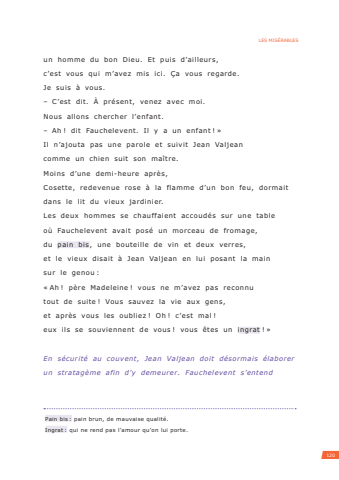 LES MISÉRABLES
un homme du bon Dieu. Et puis d'ailleurs,
c'est vous qui m'avez mis ici. Ça vous regarde.
Je suis à vous.
– C'est dit. À présent, venez avec moi.
Nous allons chercher l'enfant.
– Ah ! dit Fauchelevent. Il y a un enfant ! »
Il n'ajouta pas une parole et suivit Jean Valjean
comme un chien suit son maître.
Moins d'une demi-heure après,
Cosette, redevenue rose à la flamme d'un bon feu, dormait
dans le lit du vieux jardinier.
Les deux hommes se chauffaient accoudés sur une table
où Fauchelevent avait posé un morceau de fromage,
du pain bis, une bouteille de vin et deux verres,
et le vieux disait à Jean Valjean en lui posant la main
sur le genou :
« Ah ! père Madeleine ! vous ne m'avez pas reconnu
tout de suite ! Vous sauvez la vie aux gens,
et après vous les oubliez ! Oh ! c'est mal !
eux ils se souviennent de vous ! vous êtes un ingrat ! »
En sécurité au couvent, Jean Valjean doit désormais élaborer
un stratagème afin d'y demeurer. Fauchelevent s'entend
Pain bis : pain brun, de mauvaise qualité.
Ingrat : qui ne rend pas l'amour qu'on lui porte.
129